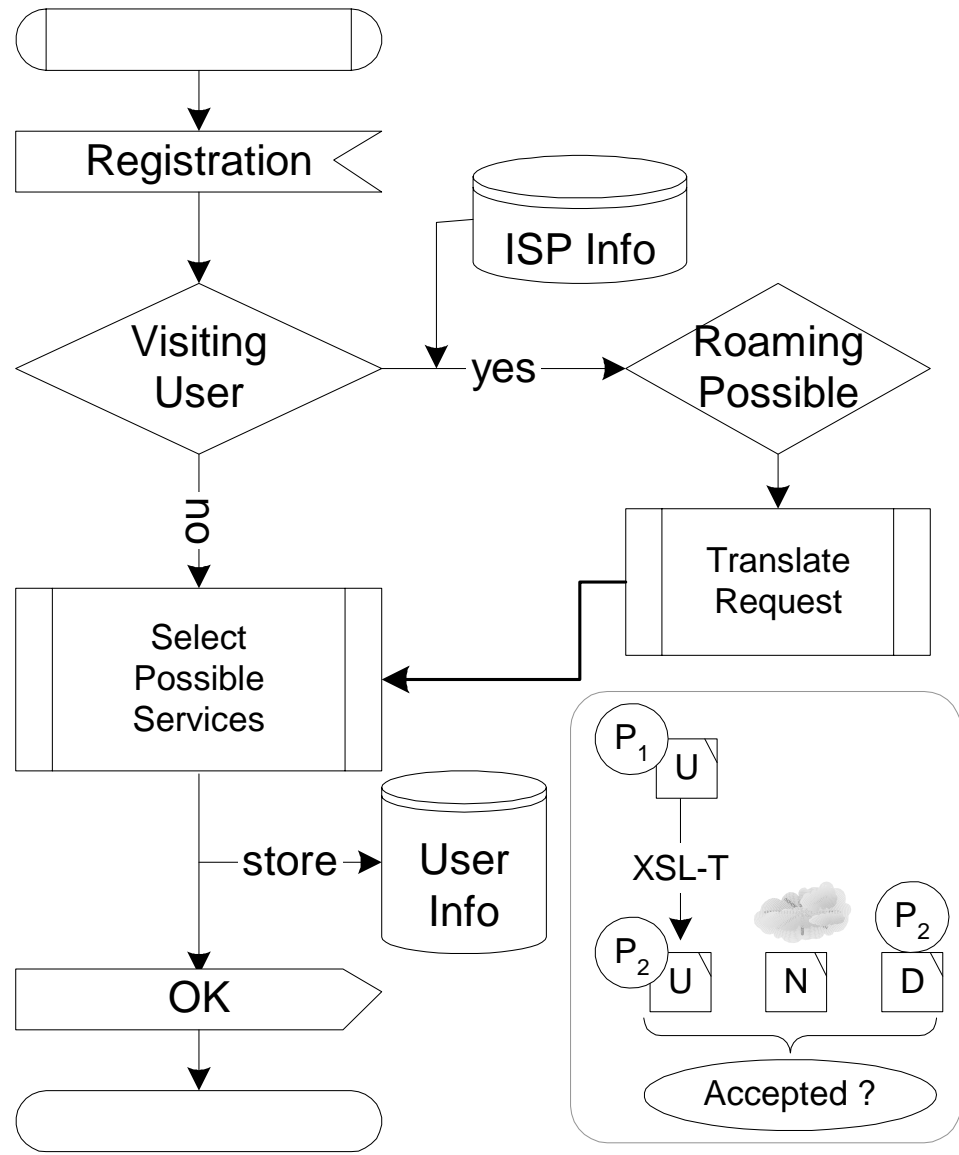 Registration
ISP Info
Visiting
User
yes
Roaming
Possible
no
Translate
Request
Select
Possible
Services
P1
U
store
User
Info
XSL-T
P2
U
N
P2
D
OK
Accepted ?